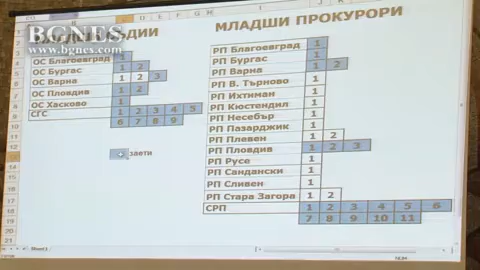 BGNES
www.bgnes.com
МЛАДШИ ПРОКУРОРИ
ОС Благоевград 1
ОС Бургас 1 2
ОС Варна 1 2 3
ОС Пловдив 1 2
ОС Хасково 1
СГС 1 2 3 4 5
6 7 8 9
заети
РП Благоевград 1
РП Бургас 1
РП Варна 1 2
РП В. Търново 1
РП Ихтиман 1
РП Кюстендил 1
РП Несебър 1
РП Пазарджик 1
РП Плевен 1 2
РП Пловдив 1 2 3
РП Русе 1
РП Сандански 1
РП Сливен 1
РП Стара Загора 1 2
СРП 1 2 3 4 5 6
7 8 9 10 11